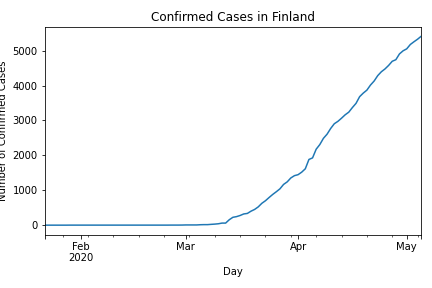 Confirmed Cases in Finland
Number of Confirmed Cases
5000
4000
3000
2000
1000
0
Feb
2020
Mar
Apr
May
Day